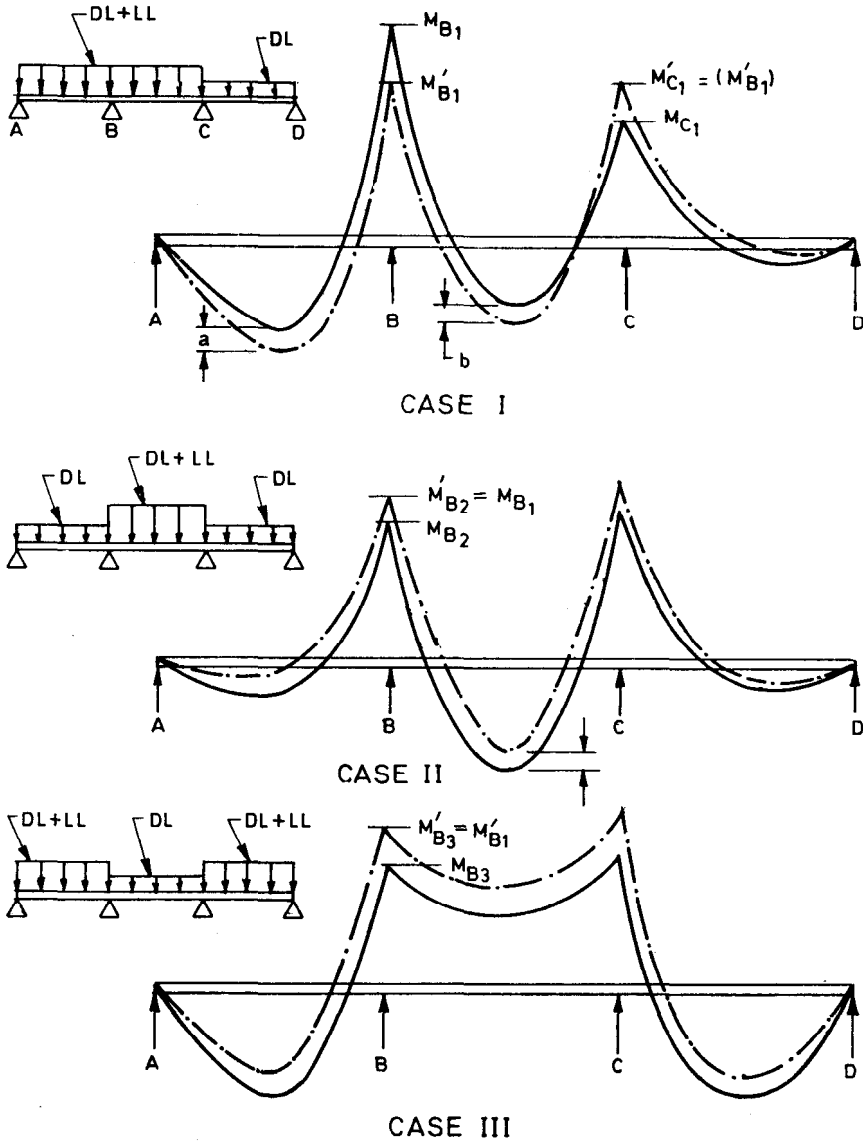 DL+LL
DL
A B C D
M_B1
M'_B1
M'_C1 = (M'_B1)
M_C1
A B C D
a
b
CASE I
DL
DL+LL
DL
M'_B2 = M_B1
M_B2
A B C D
CASE II
DL+LL
DL
DL+LL
M'_B3 = M'_B1
M_B3
A B C D
CASE III